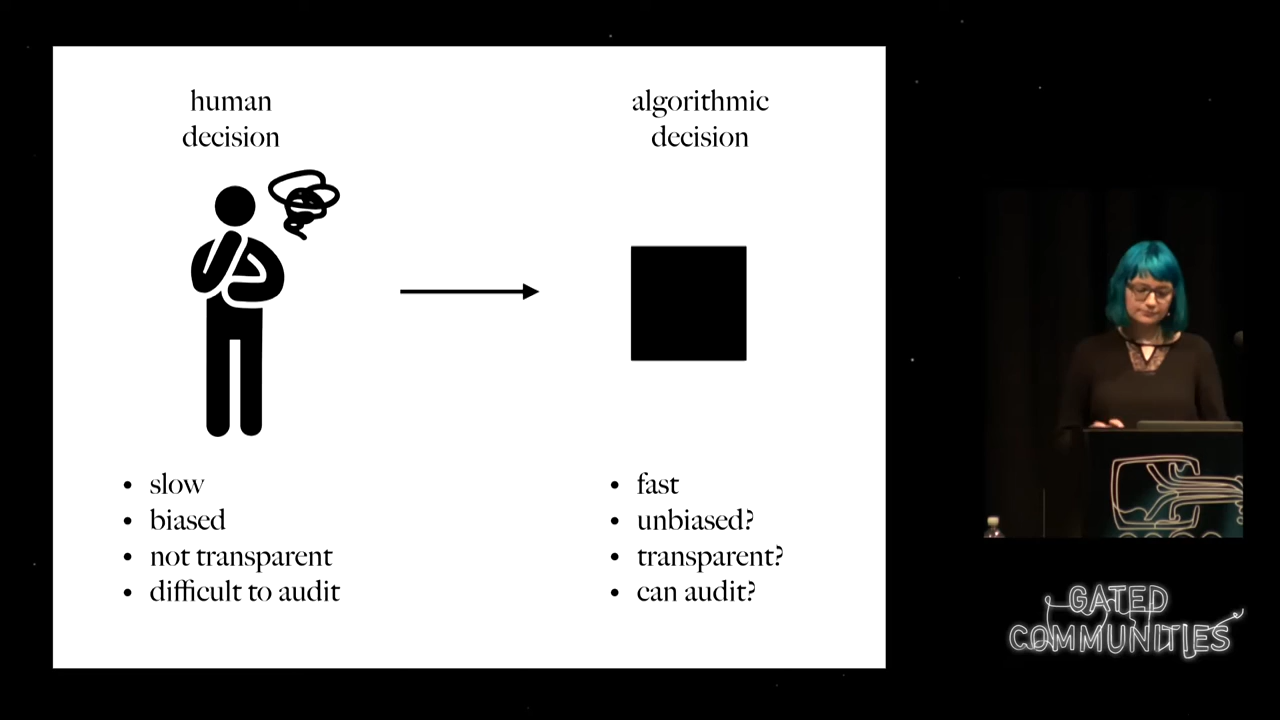 human
decision
algorithmic
decision
• slow
• biased
• not transparent
• difficult to audit
• fast
• unbiased?
• transparent?
• can audit?
GATED
COMMUNITIES